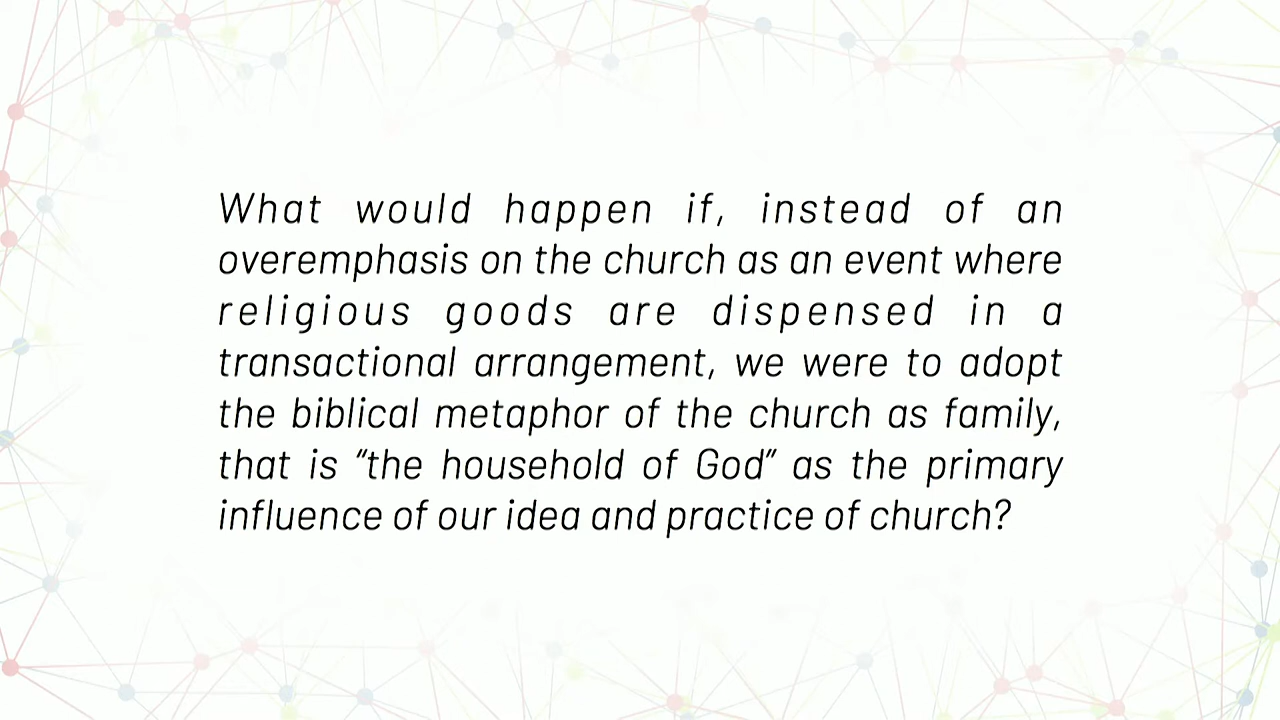 What would happen if, instead of an
overemphasis on the church as an event where
religious goods are dispensed in a
transactional arrangement, we were to adopt
the biblical metaphor of the church as family,
that is “the household of God” as the primary
influence of our idea and practice of church?